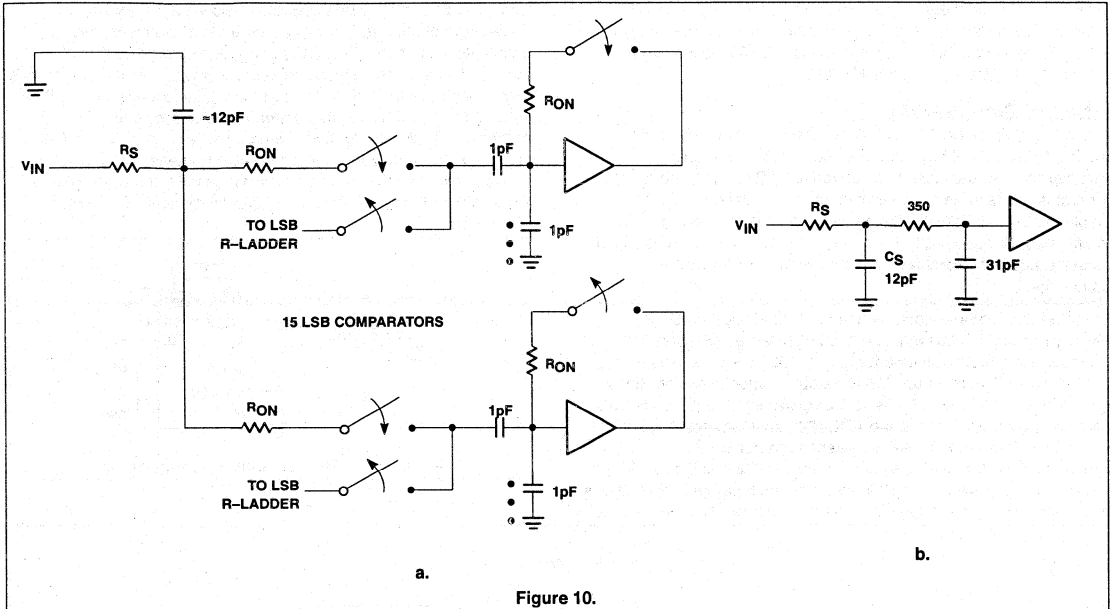 ≈12pF
RS
RON
VIN
TO LSB
R–LADDER
1pF
RON
1pF
15 LSB COMPARATORS
RON
TO LSB
R–LADDER
1pF
RON
1pF
a.
VIN
RS
350
CS
12pF
31pF
b.
Figure 10.